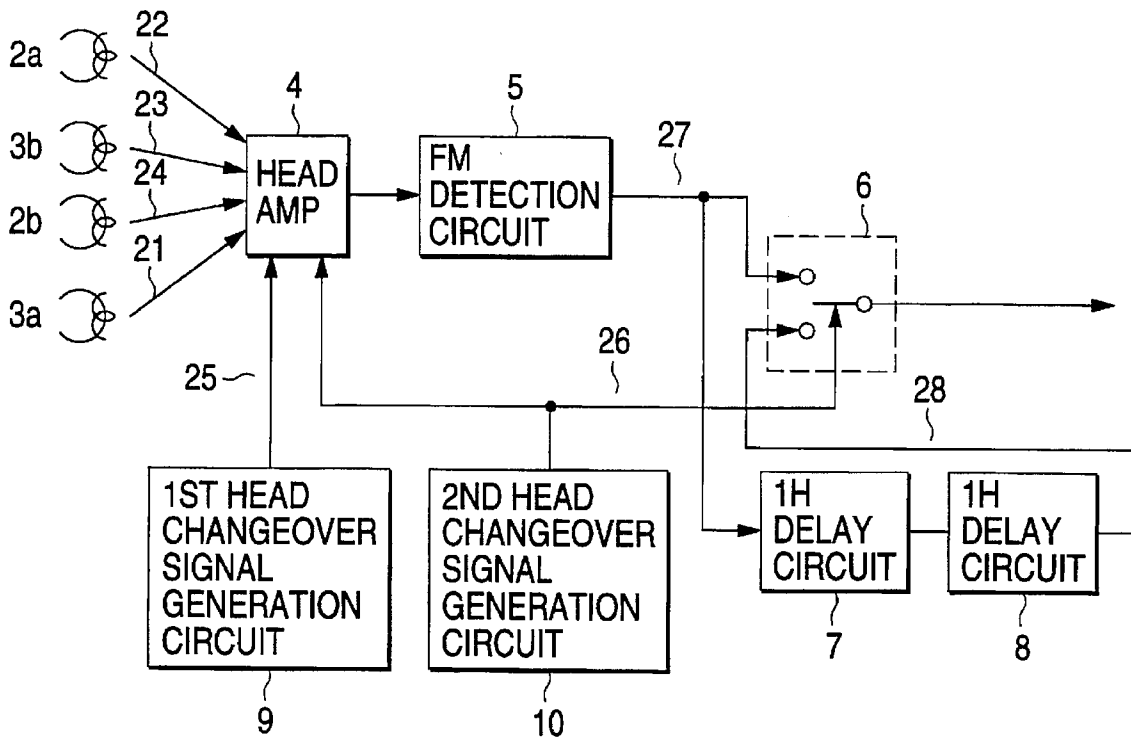 2a
22
3b
23
2b
24
3a
21
4
HEAD
AMP
5
FM
DETECTION
CIRCUIT
27
6
25
26
28
1ST HEAD
CHANGEOVER
SIGNAL
GENERATION
CIRCUIT
9
2ND HEAD
CHANGEOVER
SIGNAL
GENERATION
CIRCUIT
10
1H
DELAY
CIRCUIT
7
1H
DELAY
CIRCUIT
8